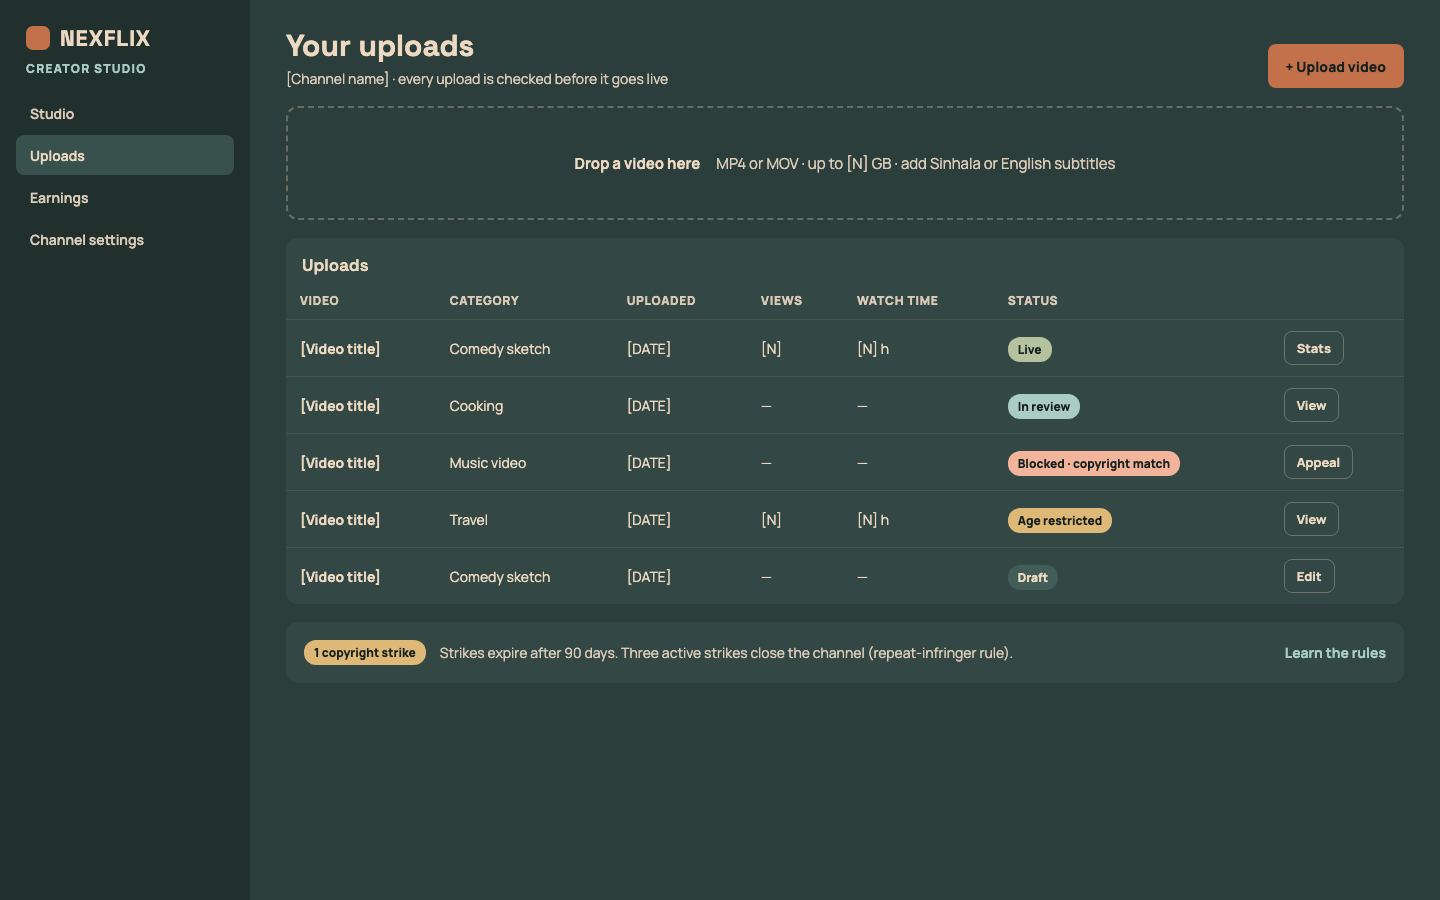 NEXFLIX
CREATOR STUDIO
Studio
Uploads
Earnings
Channel settings
Your uploads
[Channel name] · every upload is checked before it goes live
+ Upload video
Drop a video here MP4 or MOV · up to [N] GB · add Sinhala or English subtitles
Uploads
VIDEO CATEGORY UPLOADED VIEWS WATCH TIME STATUS
[Video title] Comedy sketch [DATE] [N] [N] h Live Stats
[Video title] Cooking [DATE] — — In review View
[Video title] Music video [DATE] — — Blocked · copyright match Appeal
[Video title] Travel [DATE] [N] [N] h Age restricted View
[Video title] Comedy sketch [DATE] — — Draft Edit
1 copyright strike Strikes expire after 90 days. Three active strikes close the channel (repeat-infringer rule). Learn the rules